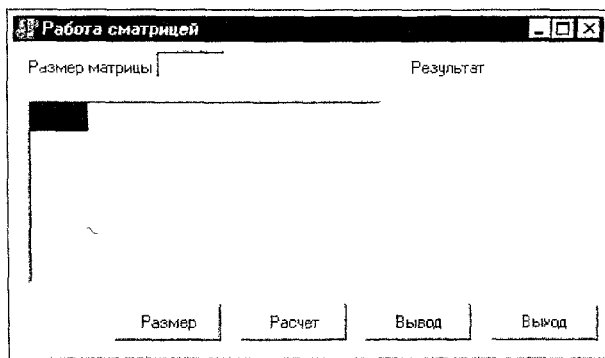 Работа сматрицей
Размер матрицы
Результат
Размер
Расчет
Вывод
Выход